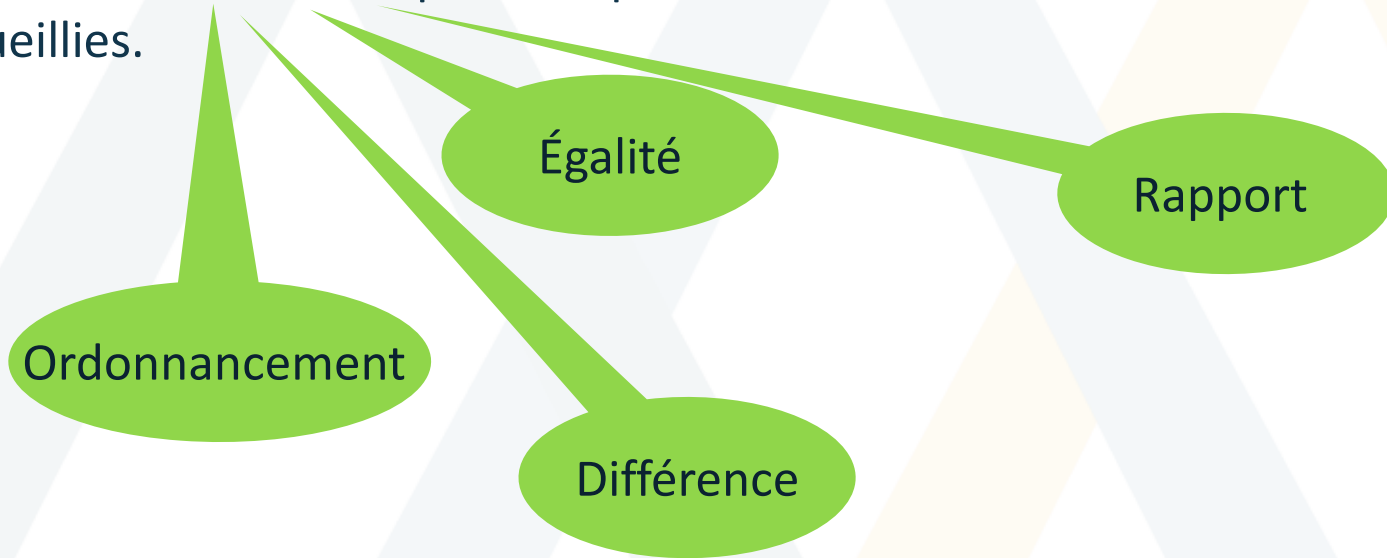 ueillies.
Égalité
Rapport
Ordonnancement
Différence